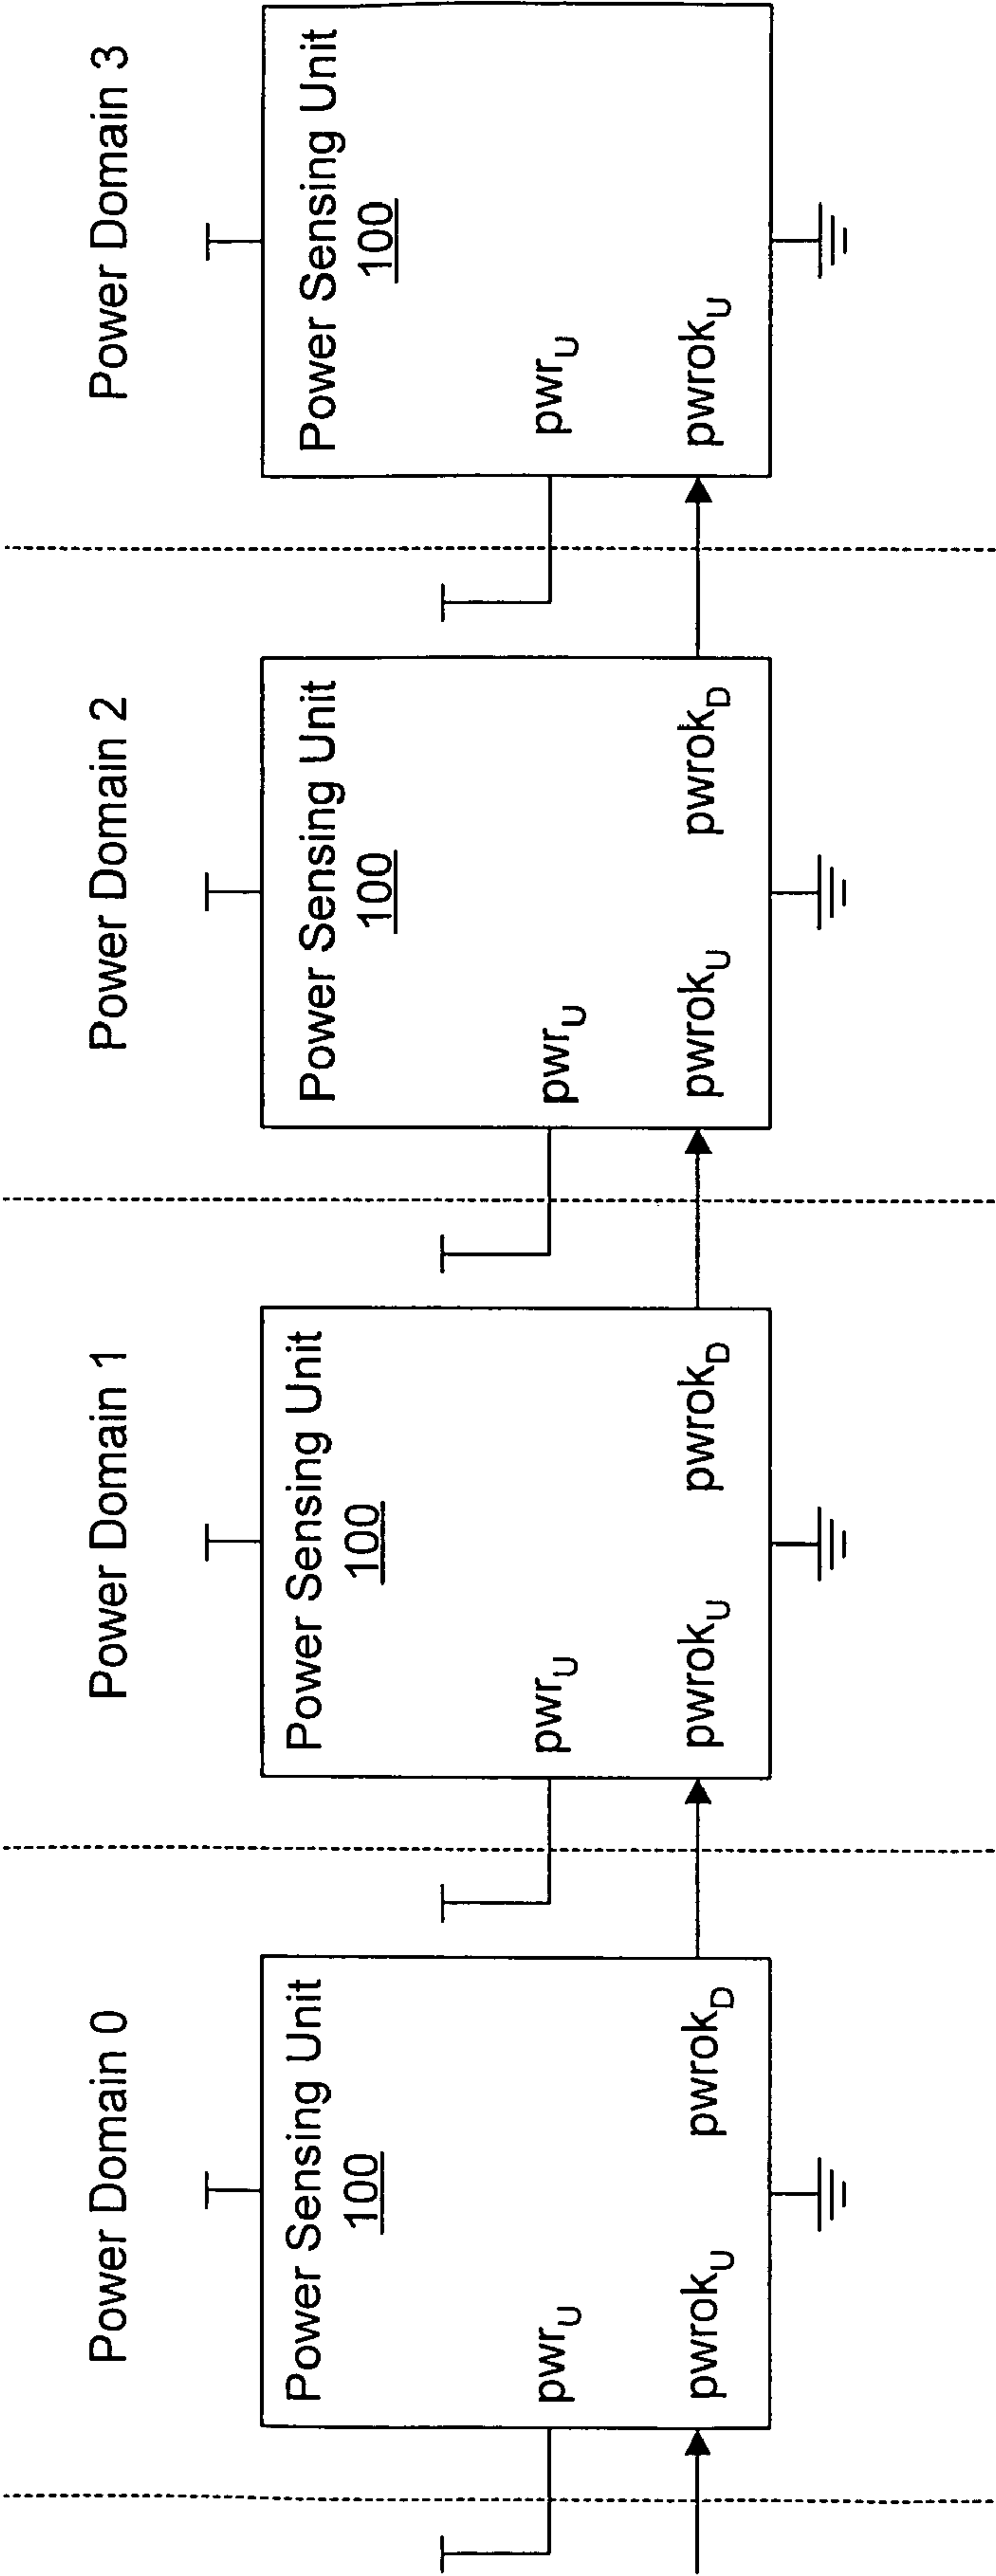 Power Domain 0
Power Sensing Unit
100
pwrU
pwrokU
pwrokD
Power Domain 1
Power Sensing Unit
100
pwrU
pwrokU
pwrokD
Power Domain 2
Power Sensing Unit
100
pwrU
pwrokU
pwrokD
Power Domain 3
Power Sensing Unit
100
pwrU
pwrokU